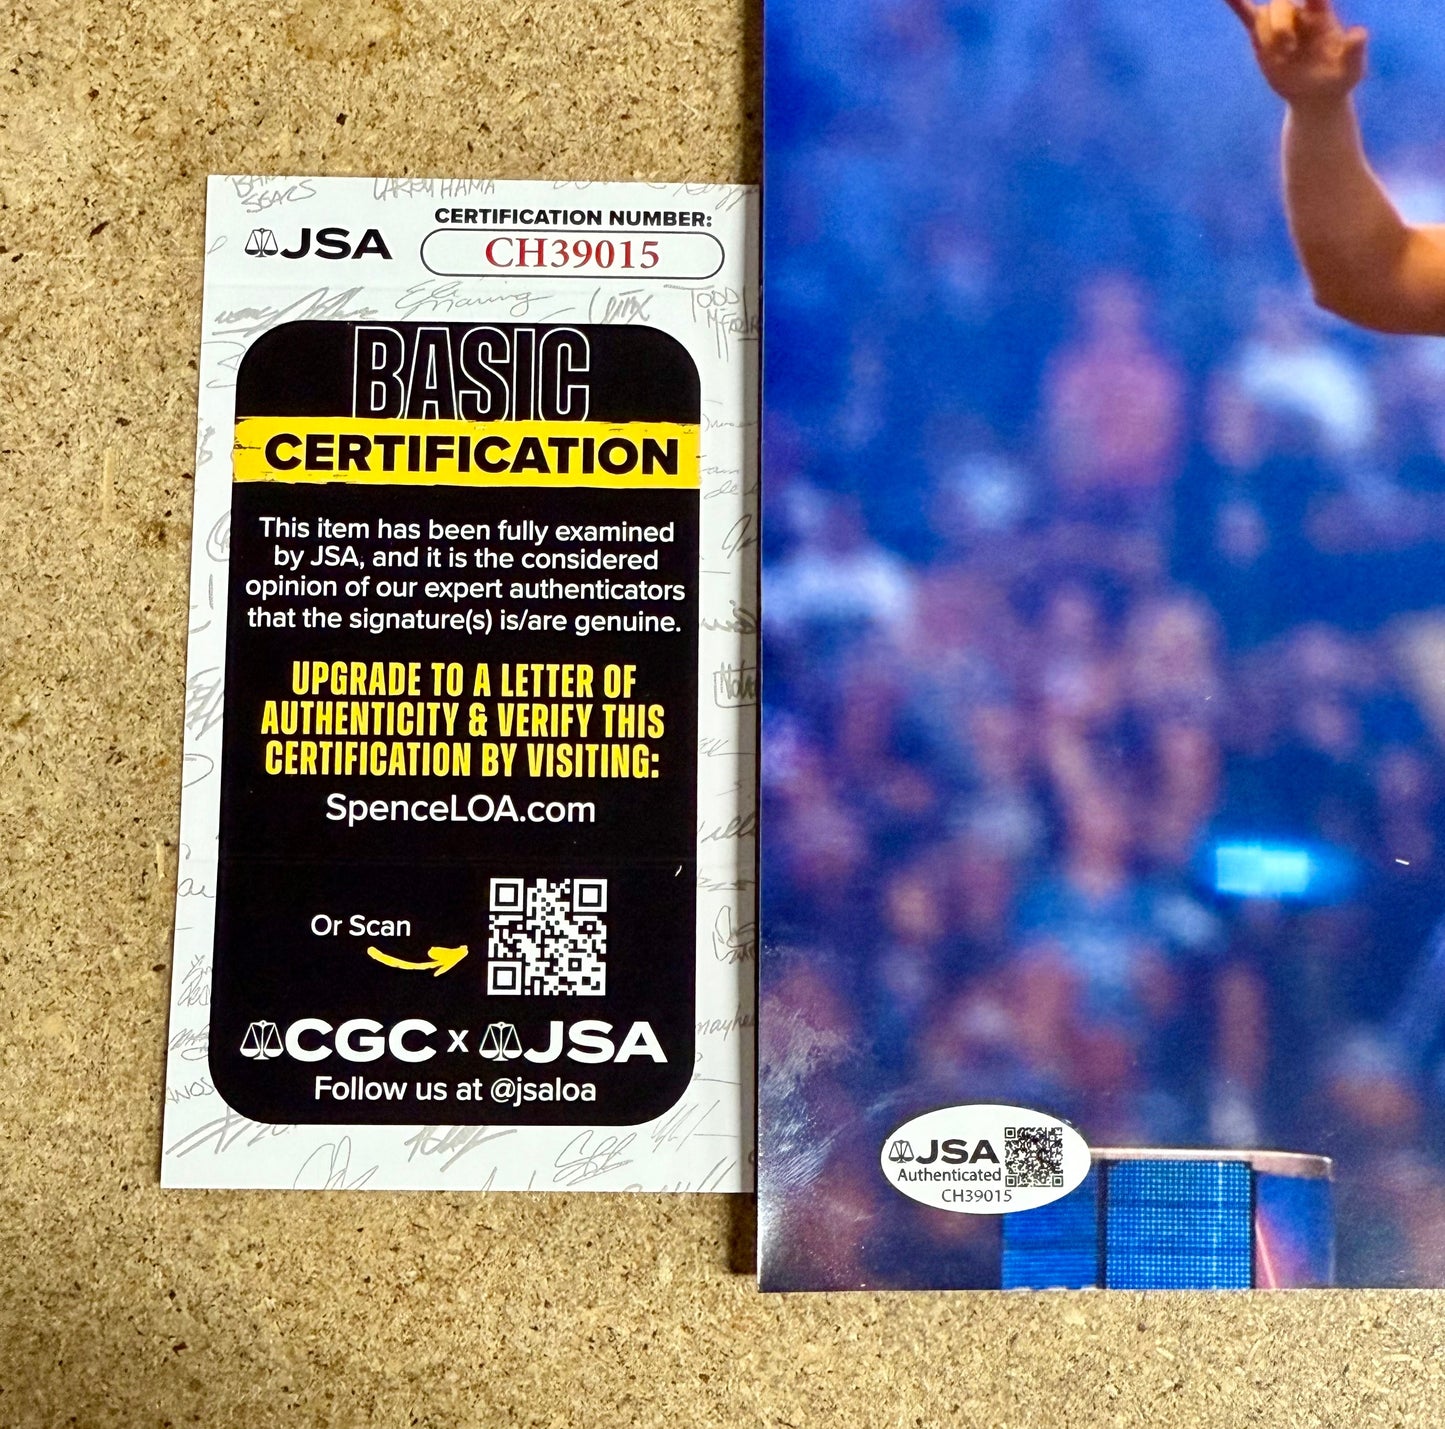 LARRY HAMA
JSA
CERTIFICATION NUMBER:
CH39015
BASIC
CERTIFICATION
This item has been fully examined
by JSA, and it is the considered
opinion of our expert authenticators
that the signature(s) is/are genuine.
UPGRADE TO A LETTER OF
AUTHENTICITY & VERIFY THIS
CERTIFICATION BY VISITING:
SpenceLOA.com
Or Scan
CGC x JSA
Follow us at @jsaloa
JSA
Authenticated
CH39015